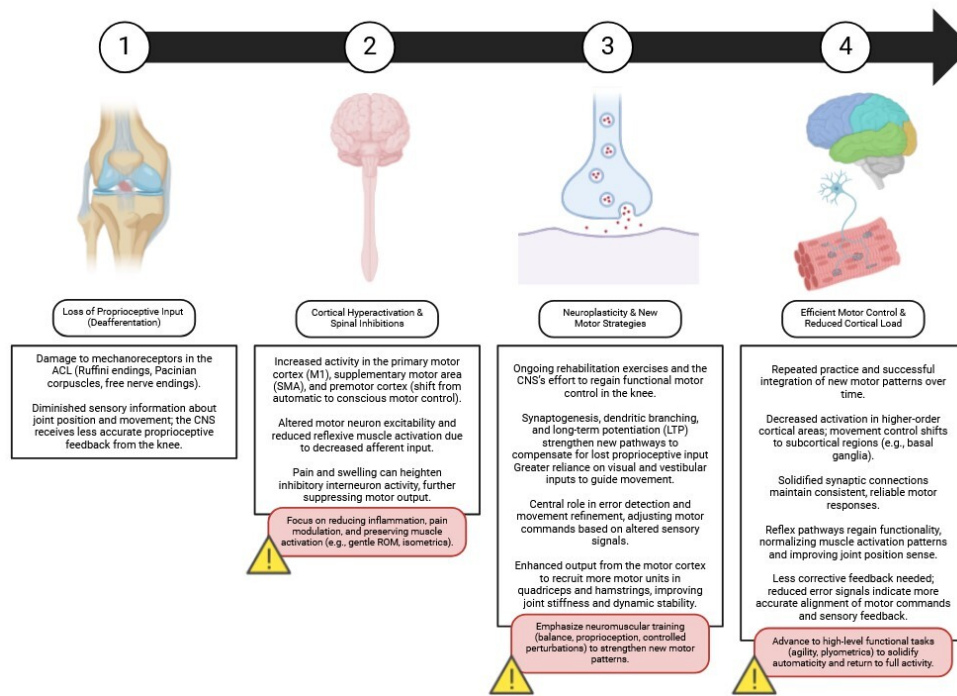 1
2
3
4
Loss of Proprioceptive Input
(Deafferentation)
Damage to mechanoreceptors in the
ACL (Ruffini endings, Pacinian
corpuscles, free nerve endings).
Diminished sensory information about
joint position and movement; the CNS
receives less accurate proprioceptive
feedback from the knee.
Cortical Hyperactivation &
Spinal Inhibitions
Increased activity in the primary motor
cortex (M1), supplementary motor area
(SMA), and premotor cortex (shift from
automatic to conscious motor control).
Altered motor neuron excitability and
reduced reflexive muscle activation due
to decreased afferent input.
Pain and swelling can heighten
inhibitory interneuron activity, further
suppressing motor output.
Focus on reducing inflammation, pain
modulation, and preserving muscle
activation (e.g., gentle ROM, isometrics).
Neuroplasticity & New
Motor Strategies
Ongoing rehabilitation exercises and the
CNS's effort to regain functional motor
control in the knee.
Synaptogenesis, dendritic branching,
and long-term potentiation (LTP)
strengthen new pathways to
compensate for lost proprioceptive input
Greater reliance on visual and vestibular
inputs to guide movement.
Central role in error detection and
movement refinement, adjusting motor
commands based on altered sensory
signals.
Enhanced output from the motor cortex
to recruit more motor units in
quadriceps and hamstrings, improving
joint stiffness and dynamic stability.
Emphasize neuromuscular training
(balance, proprioception, controlled
perturbations) to strengthen new motor
patterns.
Efficient Motor Control &
Reduced Cortical Load
Repeated practice and successful
integration of new motor patterns over
time.
Decreased activation in higher-order
cortical areas; movement control shifts
to subcortical regions (e.g., basal
ganglia).
Solidified synaptic connections
maintain consistent, reliable motor
responses.
Reflex pathways regain functionality,
normalizing muscle activation patterns
and improving joint position sense.
Less corrective feedback needed;
reduced error signals indicate more
accurate alignment of motor commands
and sensory feedback.
Advance to high-level functional tasks
(agility, plyometrics) to solidify
automaticity and return to full activity.